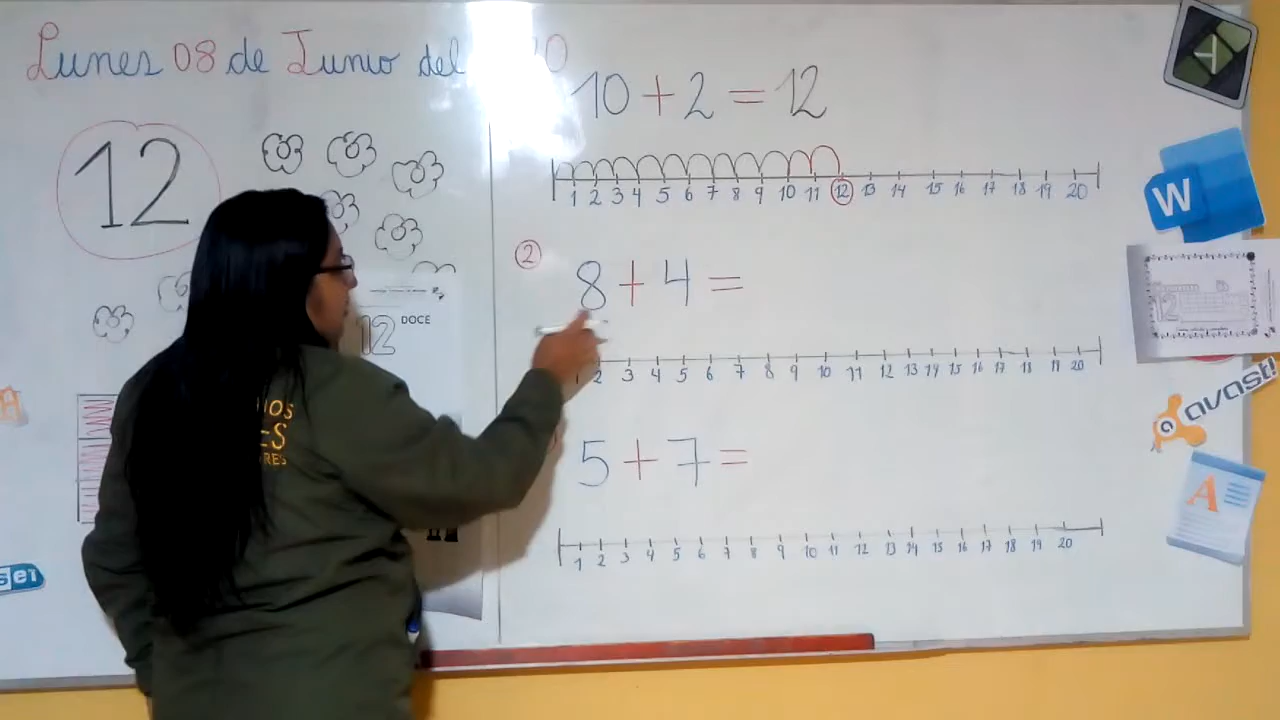 Lunes 08 de Junio del
12
12
DOCE
10 + 2 = 12
1 2 3 4 5 6 7 8 9 10 11 12 13 14 15 16 17 18 19 20
2
8 + 4 =
1 2 3 4 5 6 7 8 9 10 11 12 13 14 15 16 17 18 19 20
5 + 7 =
1 2 3 4 5 6 7 8 9 10 11 12 13 14 15 16 17 18 19 20
W
12
avast!
A
A